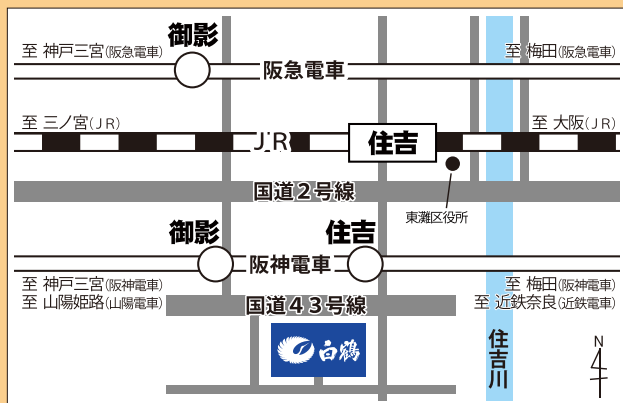 御影
至 神戸三宮(阪急電車)
阪急電車
至 梅田(阪急電車)
至 三ノ宮(ＪＲ)
ＪＲ
住吉
至 大阪(ＪＲ)
国道２号線
東灘区役所
御影
住吉
阪神電車
至 神戸三宮(阪神電車)
至 山陽姫路(山陽電車)
至 梅田(阪神電車)
至 近鉄奈良(近鉄電車)
国道４３号線
白鶴
住吉川
N